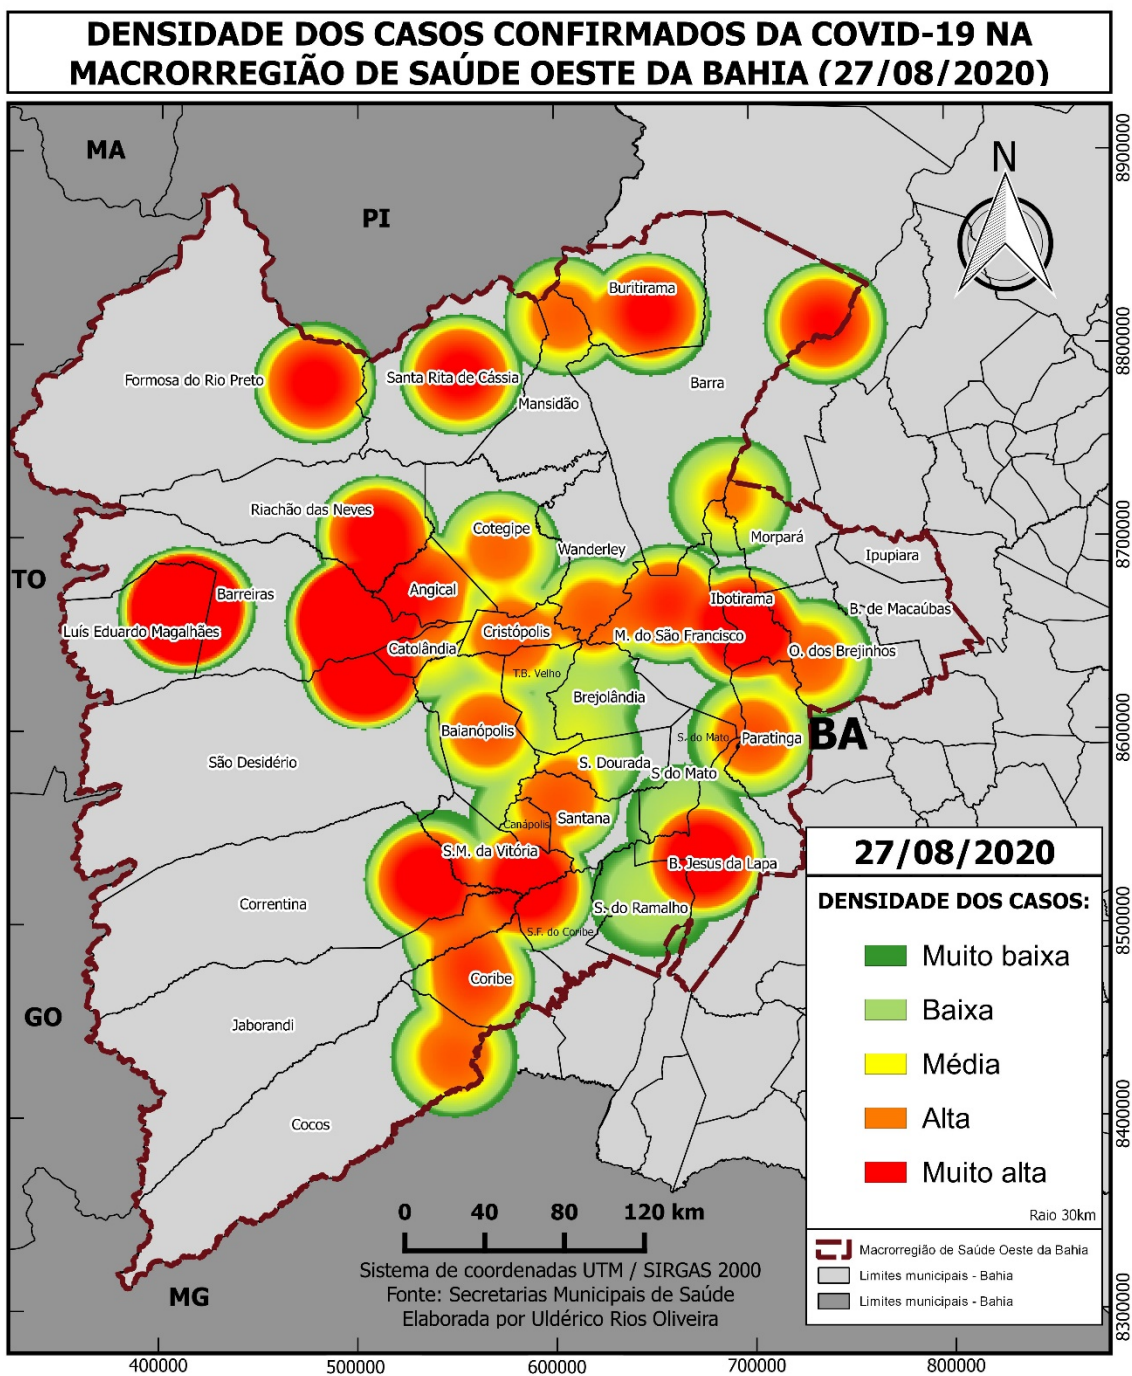 DENSIDADE DOS CASOS CONFIRMADOS DA COVID-19 NA
MACRORREGIÃO DE SAÚDE OESTE DA BAHIA (27/08/2020)
MA
PI
N
8900000
Buritirama
8800000
Formosa do Rio Preto
Santa Rita de Cássia
Barra
Mansidão
Riachão das Neves
Cotegipe
8700000
Morpará
Wanderley
Ipupiara
TO
Angical
Barreiras
Ibotirama
B. de Macaúbas
Luís Eduardo Magalhães
Cristópolis
M. do São Francisco
Catolândia
O. dos Brejinhos
T.B. Velho
Brejolândia
Baianópolis
S. do Mato
Paratinga
BA
8600000
São Desidério
S. Dourada
S do Mato
Canápolis
Santana
S.M. da Vitória
B. Jesus da Lapa
Correntina
S. do Ramalho
8500000
S.F. do Coribe
Coribe
GO
Jaborandi
Cocos
8400000
27/08/2020
DENSIDADE DOS CASOS:
Muito baixa
Baixa
Média
Alta
Muito alta
Raio 30km
Macrorregião de Saúde Oeste da Bahia
Limites municipais - Bahia
Limites municipais - Bahia
0 40 80 120 km
Sistema de coordenadas UTM / SIRGAS 2000
Fonte: Secretarias Municipais de Saúde
Elaborada por Uldérico Rios Oliveira
MG
8300000
400000 500000 600000 700000 800000